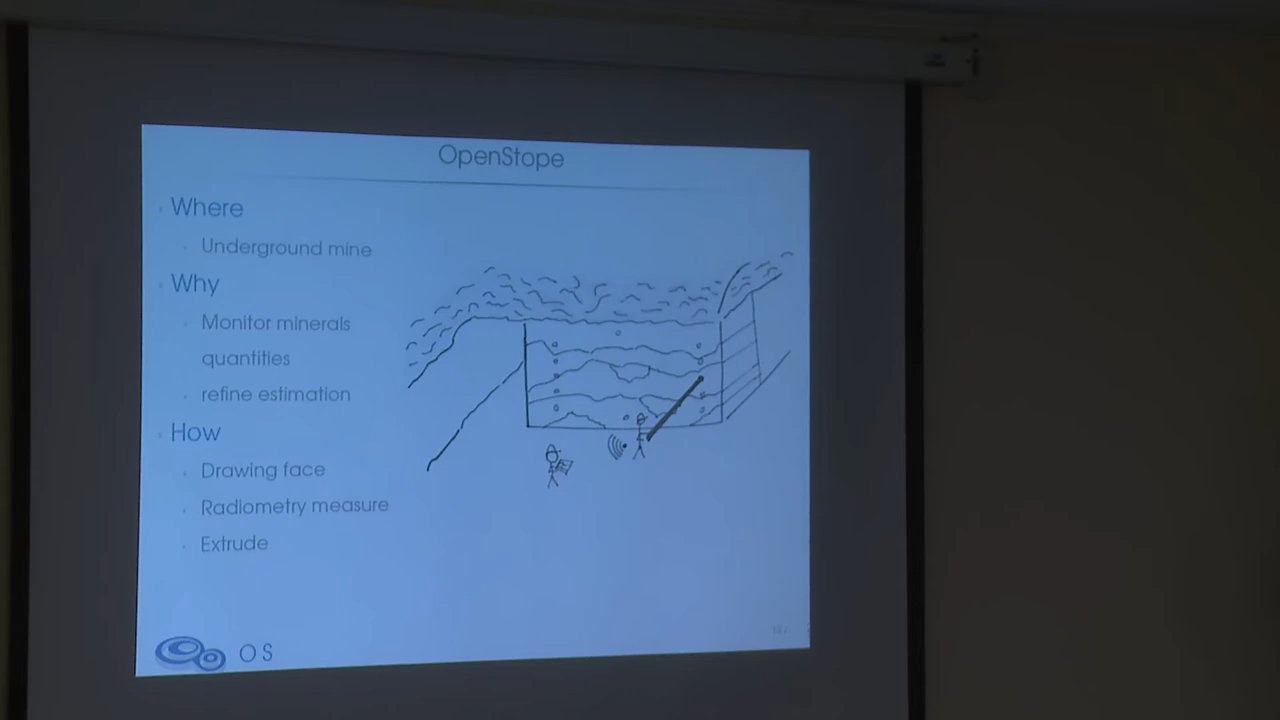 OpenStope
Where
Underground mine
Why
Monitor minerals
quantities
refine estimation
How
Drawing face
Radiometry measure
Extrude
OS